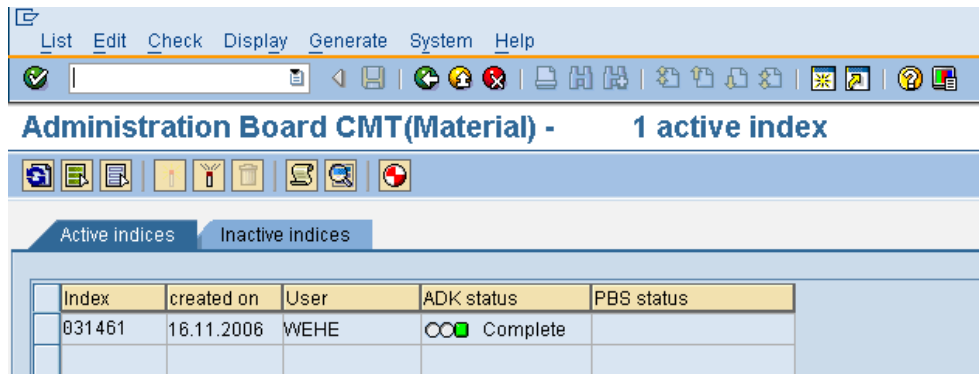 List Edit Check Display Generate System Help
Administration Board CMT(Material) - 1 active index
Active indices Inactive indices
Index created on User ADK status PBS status
031461 16.11.2006 WEHE Complete